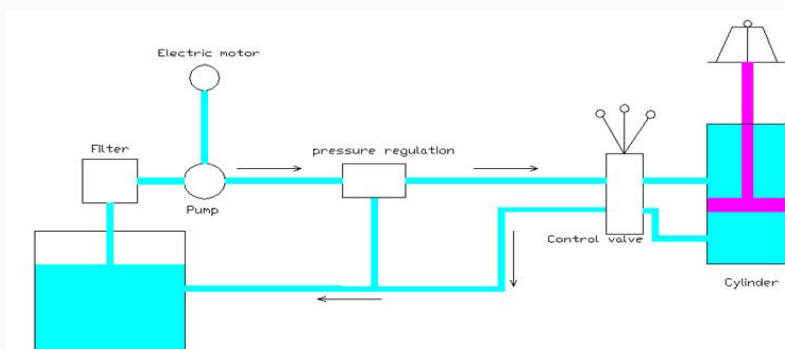 Electric motor
Filter
pressure regulation
Pump
Control valve
Cylinder